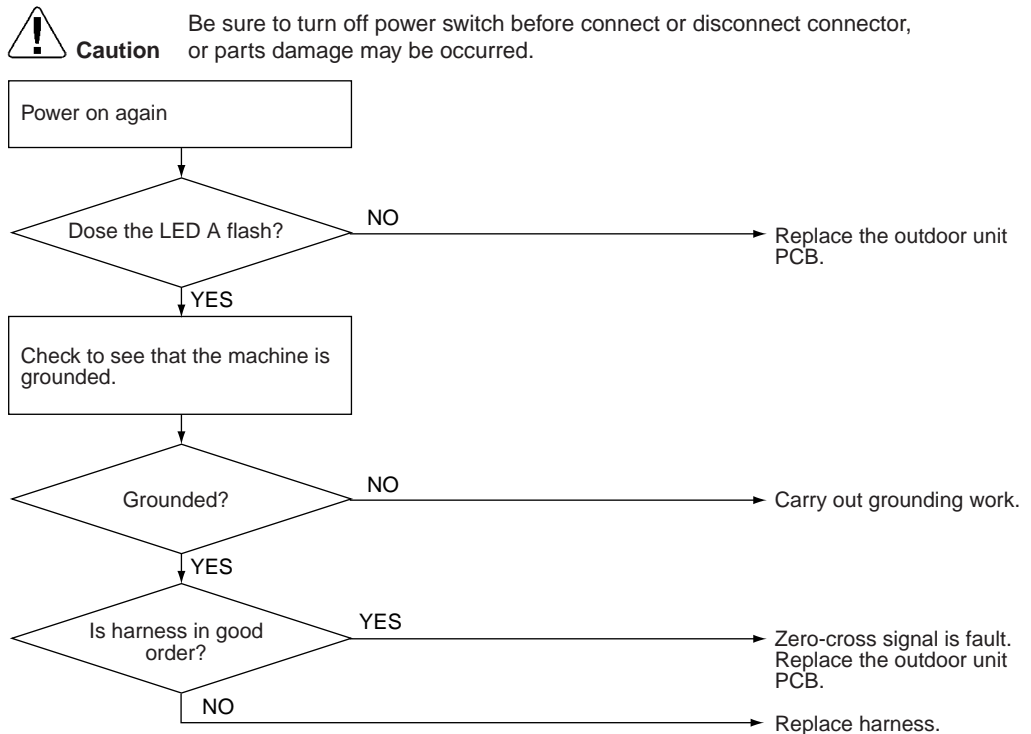 Be sure to turn off power switch before connect or disconnect connector,
Caution or parts damage may be occurred.
Power on again
Dose the LED A flash?
NO
Replace the outdoor unit
PCB.
YES
Check to see that the machine is
grounded.
Grounded?
NO
Carry out grounding work.
YES
Is harness in good
order?
YES
Zero-cross signal is fault.
Replace the outdoor unit
PCB.
NO
Replace harness.